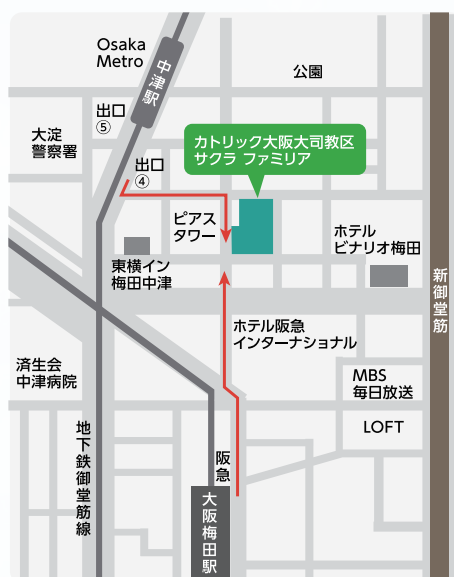 Osaka
Metro
中津駅
公園
出口
⑤
大淀
警察署
カトリック大阪大司教区
サクラ ファミリア
出口
④
ピアス
タワー
ホテル
ビナリオ梅田
東横イン
梅田中津
新御堂筋
ホテル阪急
インターナショナル
済生会
中津病院
MBS
毎日放送
LOFT
地下鉄御堂筋線
阪急
大阪梅田駅